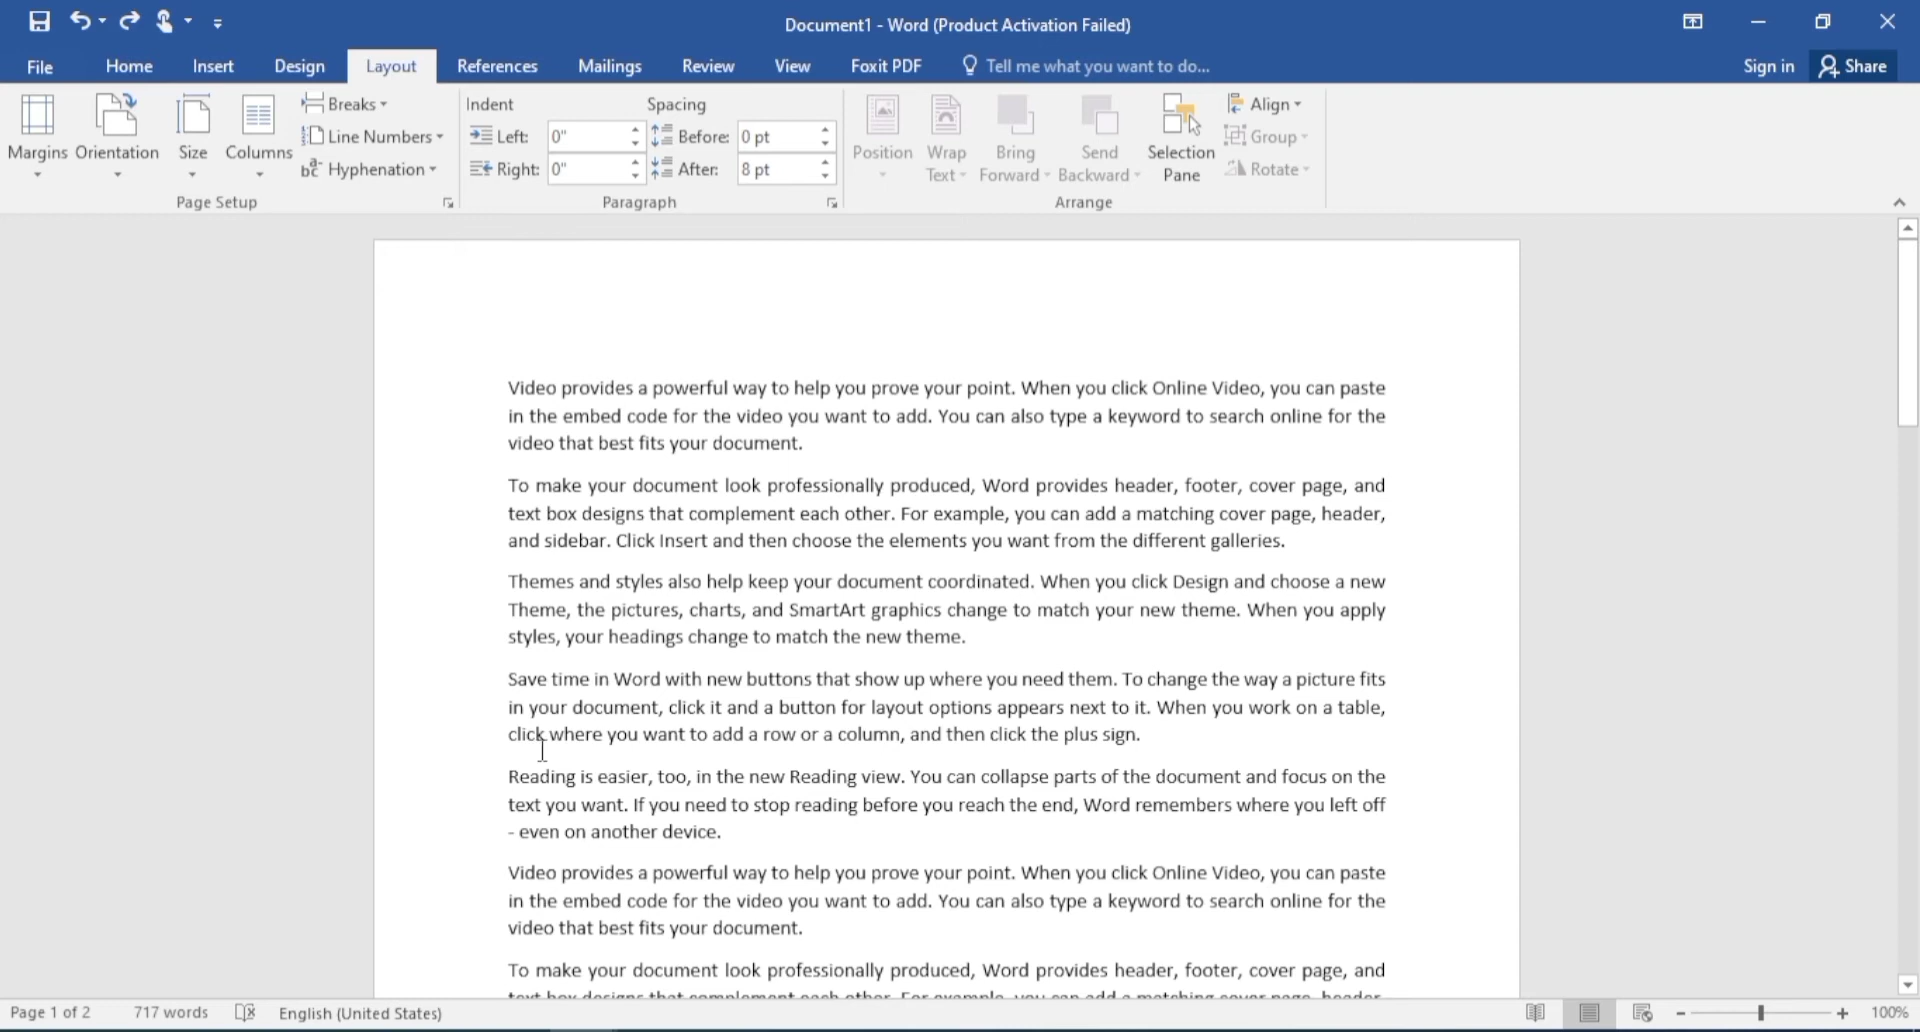 Document1 - Word (Product Activation Failed)
File Home Insert Design Layout References Mailings Review View Foxit PDF Tell me what you want to do... Sign in Share
Margins Orientation Size Columns
Breaks
Line Numbers
Hyphenation
Page Setup
Indent Spacing
Left: 0" Before: 0 pt
Right: 0" After: 8 pt
Paragraph
Position
Wrap
Text
Bring
Forward
Send
Backward
Selection
Pane
Align
Group
Rotate
Arrange
Video provides a powerful way to help you prove your point. When you click Online Video, you can paste
in the embed code for the video you want to add. You can also type a keyword to search online for the
video that best fits your document.
To make your document look professionally produced, Word provides header, footer, cover page, and
text box designs that complement each other. For example, you can add a matching cover page, header,
and sidebar. Click Insert and then choose the elements you want from the different galleries.
Themes and styles also help keep your document coordinated. When you click Design and choose a new
Theme, the pictures, charts, and SmartArt graphics change to match your new theme. When you apply
styles, your headings change to match the new theme.
Save time in Word with new buttons that show up where you need them. To change the way a picture fits
in your document, click it and a button for layout options appears next to it. When you work on a table,
click where you want to add a row or a column, and then click the plus sign.
Reading is easier, too, in the new Reading view. You can collapse parts of the document and focus on the
text you want. If you need to stop reading before you reach the end, Word remembers where you left off
- even on another device.
Video provides a powerful way to help you prove your point. When you click Online Video, you can paste
in the embed code for the video you want to add. You can also type a keyword to search online for the
video that best fits your document.
To make your document look professionally produced, Word provides header, footer, cover page, and
text box designs that complement each other. For example, you can add a matching cover page, header,
Page 1 of 2 717 words English (United States) 100%